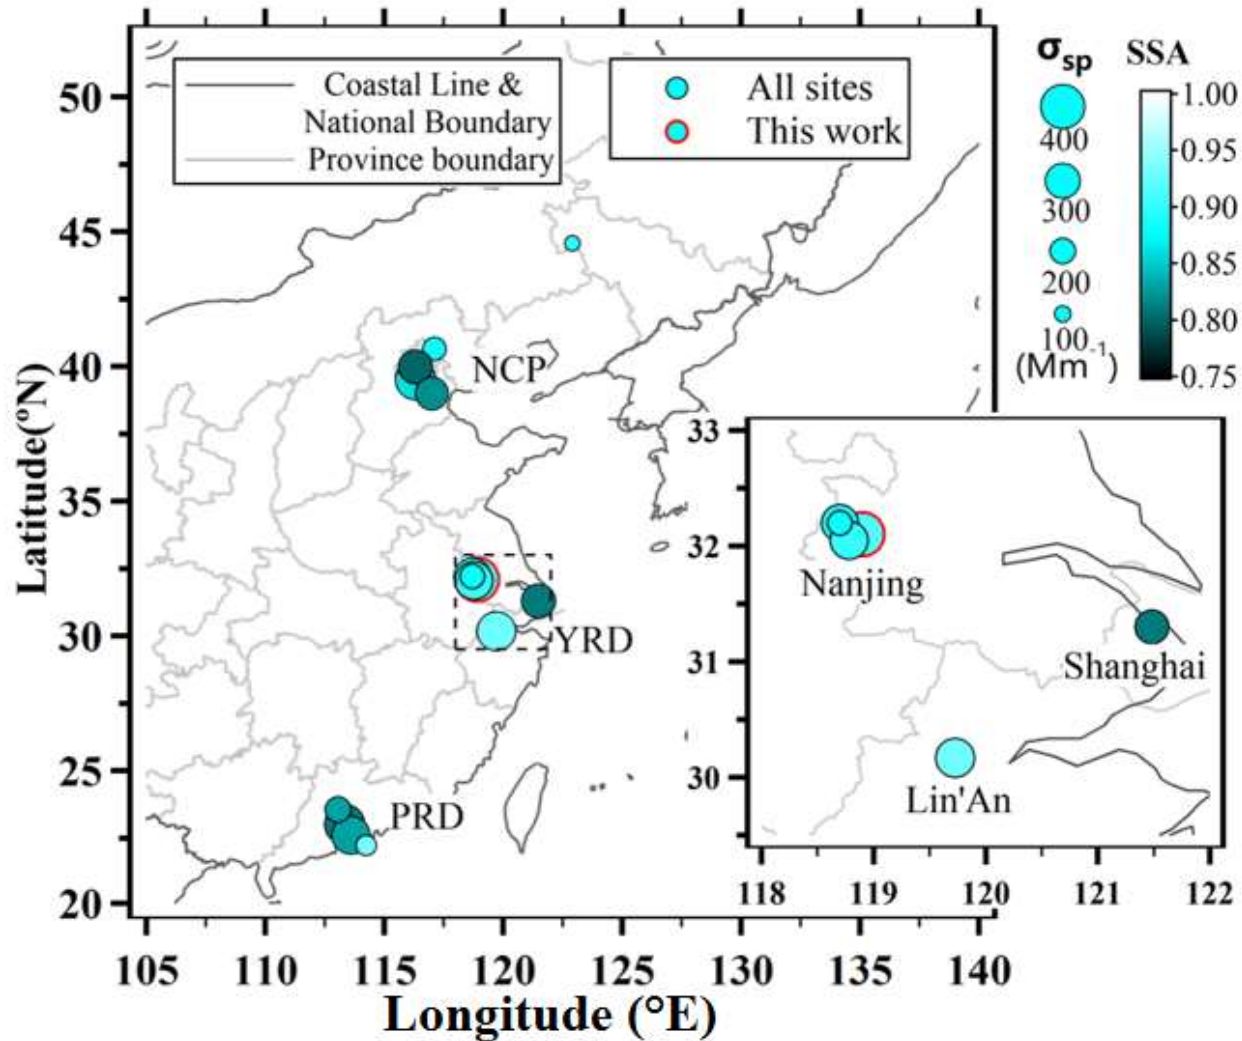 Coastal Line &
National Boundary
Province boundary
All sites
This work
σsp
SSA
400
300
200
100
(Mm⁻¹)
1.00
0.95
0.90
0.85
0.80
0.75
50
45
40
35
30
25
20
Latitude(°N)
NCP
YRD
PRD
33
32
31
30
Nanjing
Shanghai
Lin'An
118
119
120
121
122
105
110
115
120
125
130
135
140
Longitude (°E)